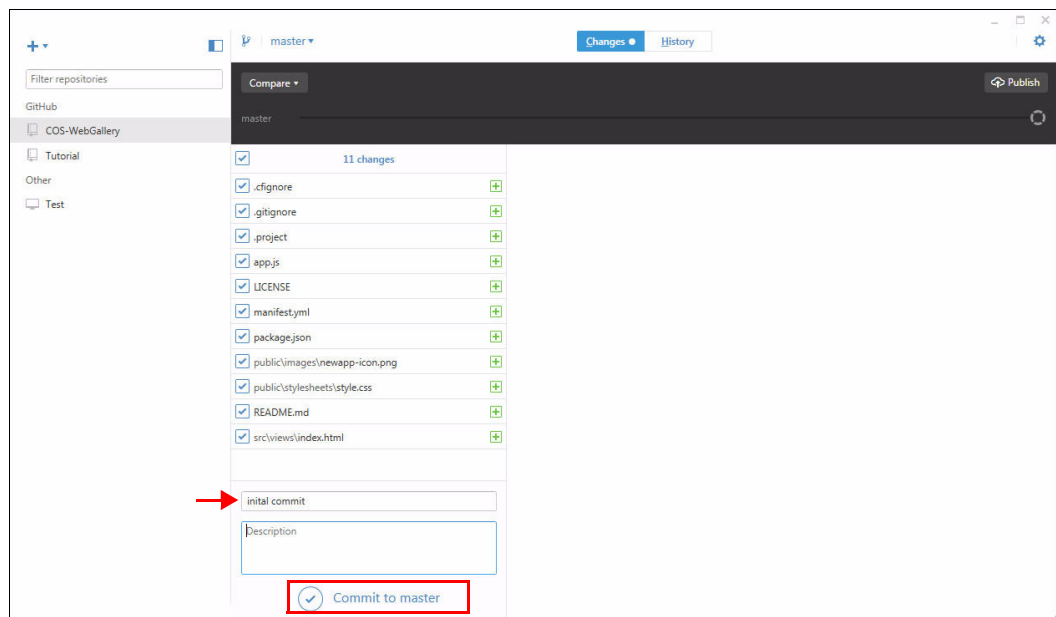 master
Changes
History
Filter repositories
GitHub
COS-WebGallery
Tutorial
Other
Test
Compare
Publish
master
11 changes
.cfignore
.gitignore
.project
app.js
LICENSE
manifest.yml
package.json
public\images\newapp-icon.png
public\stylesheets\style.css
README.md
src\views\index.html
inital commit
Description
Commit to master